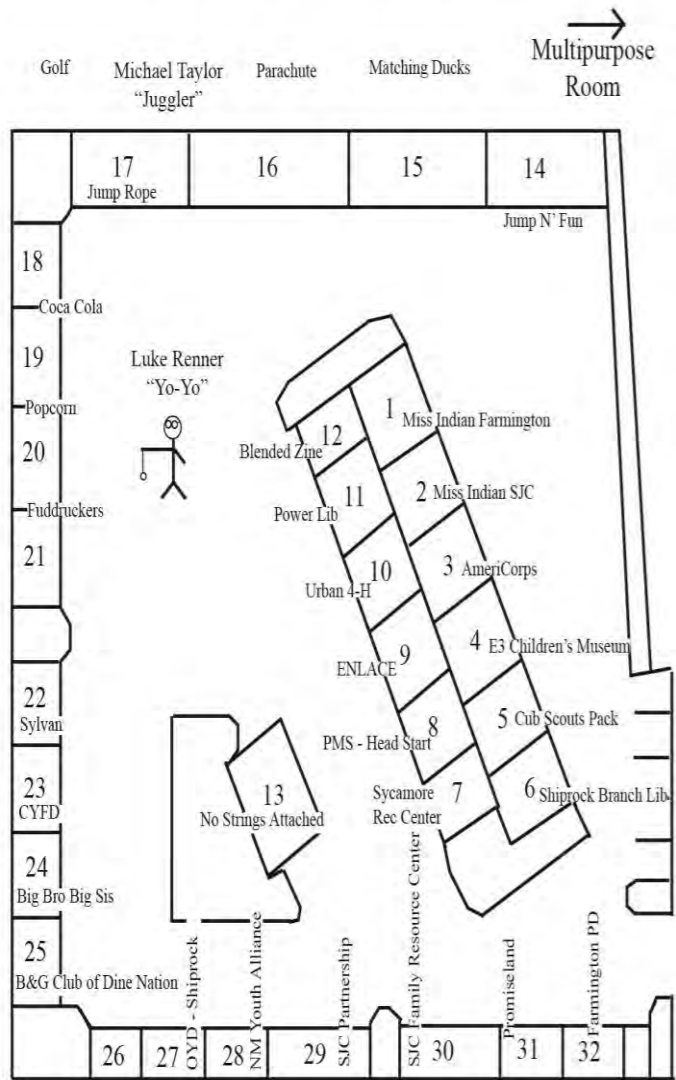 Multipurpose
Room
Golf
Michael Taylor
“Juggler”
Parachute
Matching Ducks
17
Jump Rope
16
15
14
Jump N’ Fun
18
Coca Cola
19
Popcorn
20
Fuddruckers
21
Luke Renner
“Yo-Yo”
12
Blended Zine
1
Miss Indian Farmington
11
Power Lib
2
Miss Indian SJC
10
Urban 4-H
3
AmeriCorps
9
ENLACE
4
E3 Children’s Museum
8
PMS - Head Start
5
Cub Scouts Pack
7
Sycamore
Rec Center
6
Shiprock Branch Lib
22
Sylvan
23
CYFD
13
No Strings Attached
24
Big Bro Big Sis
25
B&G Club of Dine Nation
OYD - Shiprock
NM Youth Alliance
SJC Partnership
SJC Family Resource Center
Promiseland
Farmington PD
26
27
28
29
30
31
32